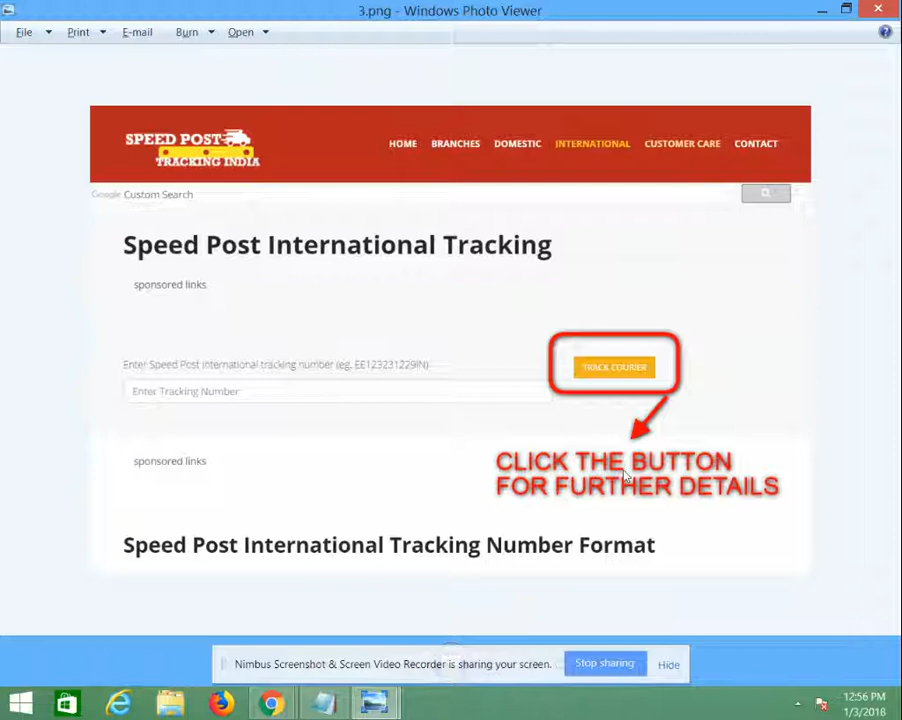 3.png - Windows Photo Viewer
File Print E-mail Burn Open
SPEED POST
TRACKING INDIA
HOME BRANCHES DOMESTIC INTERNATIONAL CUSTOMER CARE CONTACT
Google Custom Search
Speed Post International Tracking
sponsored links
Enter Speed Post International tracking number (eg. EE123231229IN)
TRACK COURIER
Enter Tracking Number
sponsored links
CLICK THE BUTTON
FOR FURTHER DETAILS
Speed Post International Tracking Number Format
Nimbus Screenshot & Screen Video Recorder is sharing your screen. Stop sharing Hide
12:56 PM
1/3/2018